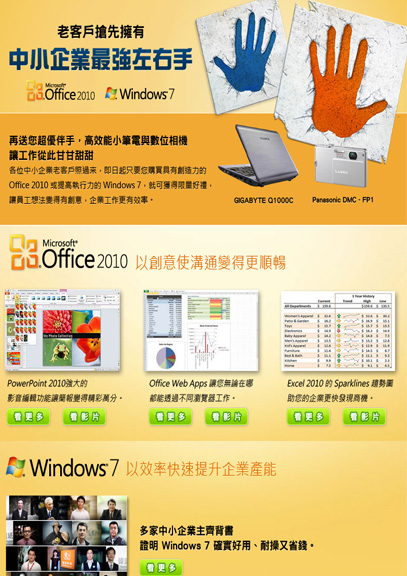 老客戶搶先擁有
中小企業最強左右手
Microsoft® Office 2010 Windows® 7
再送您超優伴手，高效能小筆電與數位相機
讓工作從此甘甘甜甜
各位中小企業老客戶照過來，即日起只要您購買具有創造力的
Office 2010 或提高執行力的 Windows 7，就可獲得限量好禮，
讓員工想法變得有創意，企業工作更有效率。
GIGABYTE Q1000C
Panasonic DMC - FP1
Microsoft® Office 2010 以創意使溝通變得更順暢
PowerPoint 2010強大的
影音編輯功能讓簡報變得精彩萬分。
看更多 看影片
Office Web Apps 讓您無論在哪
都能透過不同瀏覽器工作。
看更多 看影片
Excel 2010 的 Sparklines 趨勢圖
助您的企業更快發現商機。
看更多 看影片
Windows® 7 以效率快速提升企業產能
多家中小企業主齊背書
證明 Windows 7 確實好用、耐操又省錢。
看更多